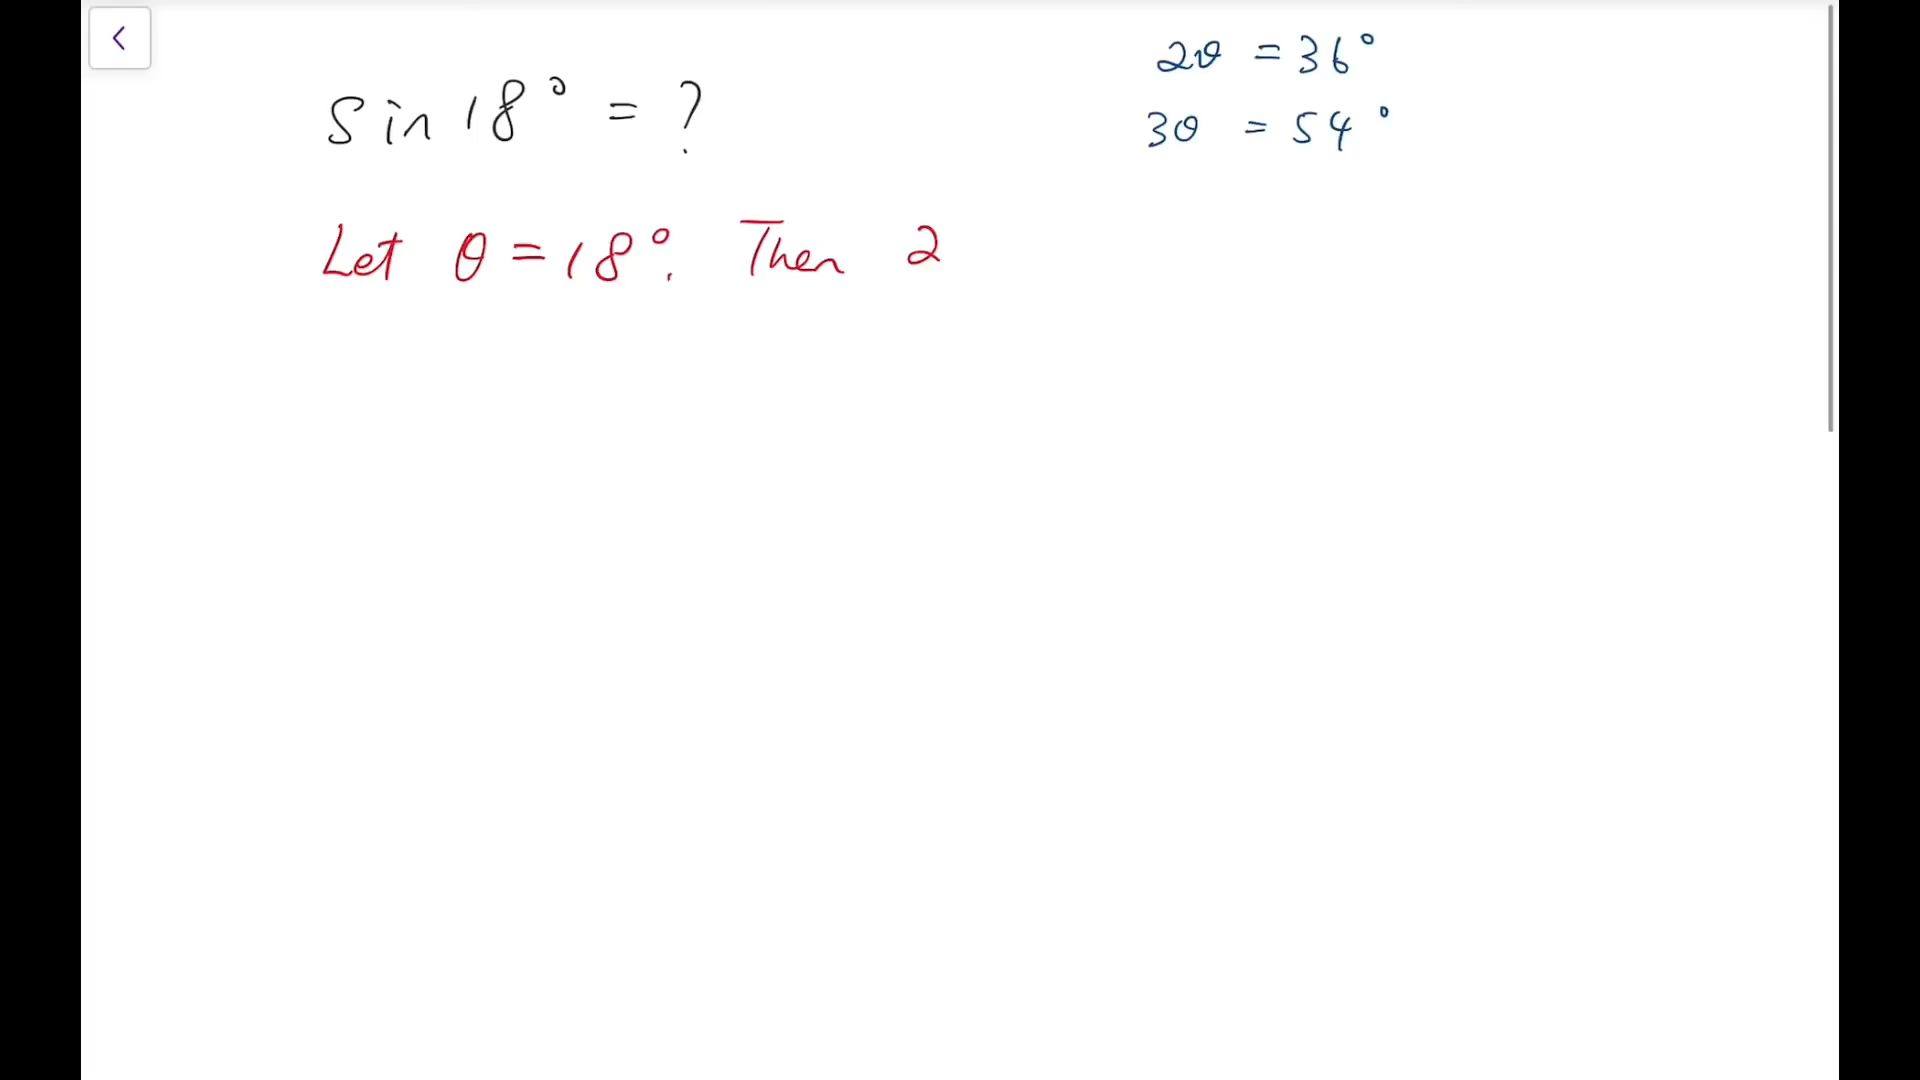 sin 18° = ?
2θ = 36°
3θ = 54°
Let θ = 18°. Then 2